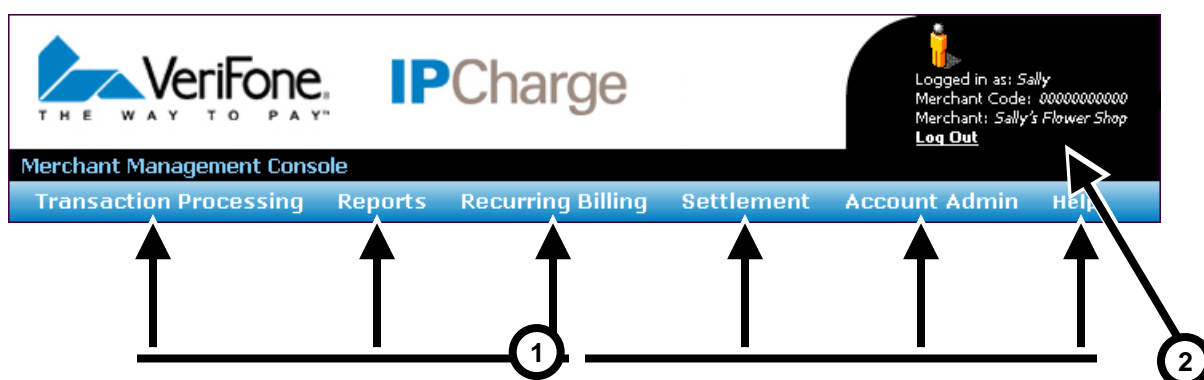 VeriFone.
THE WAY TO PAY™
IPCharge
Logged in as: Sally
Merchant Code: 00000000000
Merchant: Sally's Flower Shop
Log Out
Merchant Management Console
Transaction Processing Reports Recurring Billing Settlement Account Admin Help
1
2